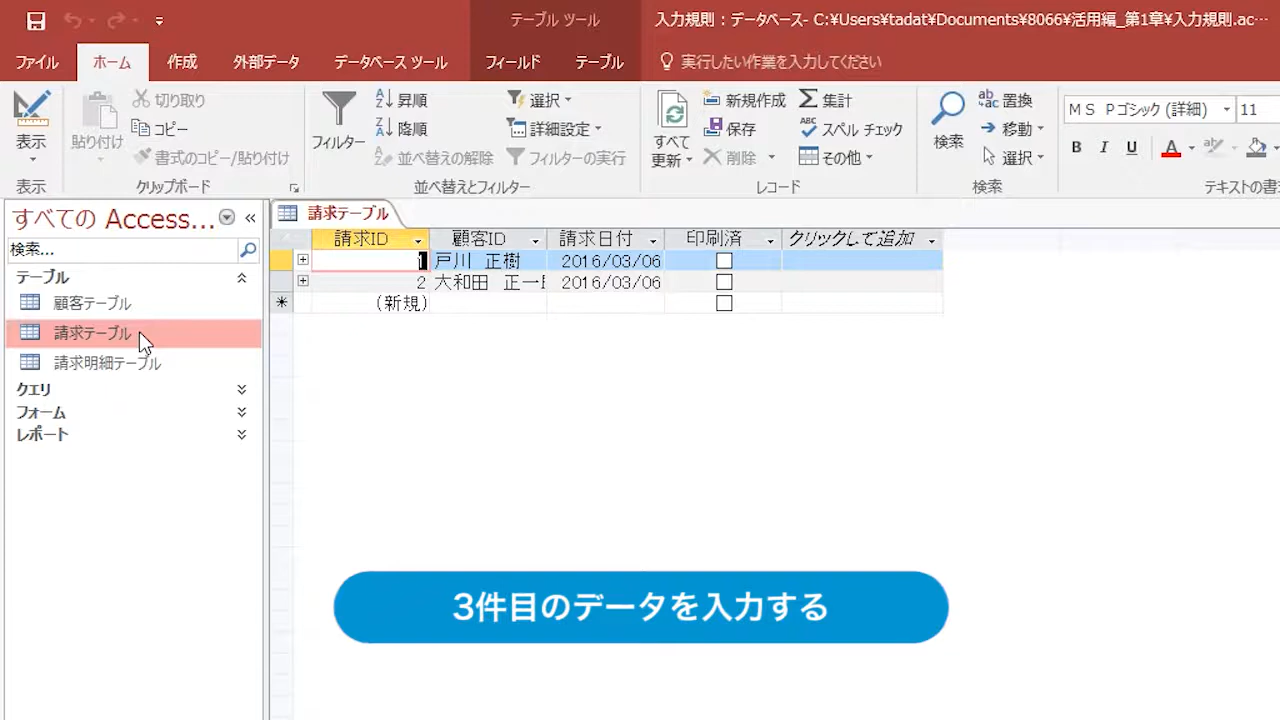 テーブル ツール
入力規則：データベース- C:¥Users¥tadat¥Documents¥8066¥活用編_第1章¥入力規則.ac…
ファイル ホーム 作成 外部データ データベース ツール フィールド テーブル 実行したい作業を入力してください
表示
貼り付け
切り取り
コピー
書式のコピー/貼り付け
フィルター
昇順
降順
並べ替えの解除
選択
詳細設定
フィルターの実行
すべて
更新
新規作成
保存
削除
集計
スペル チェック
その他
検索
置換
移動
選択
ＭＳ Ｐゴシック (詳細) 11
B I U A
表示 クリップボード 並べ替えとフィルター レコード 検索 テキストの書
すべての Access...
検索...
テーブル
顧客テーブル
請求テーブル
請求明細テーブル
クエリ
フォーム
レポート
請求テーブル
請求ID 顧客ID 請求日付 印刷済 クリックして追加
1 戸川 正樹 2016/03/06
2 大和田 正一 2016/03/06
(新規)
3件目のデータを入力する